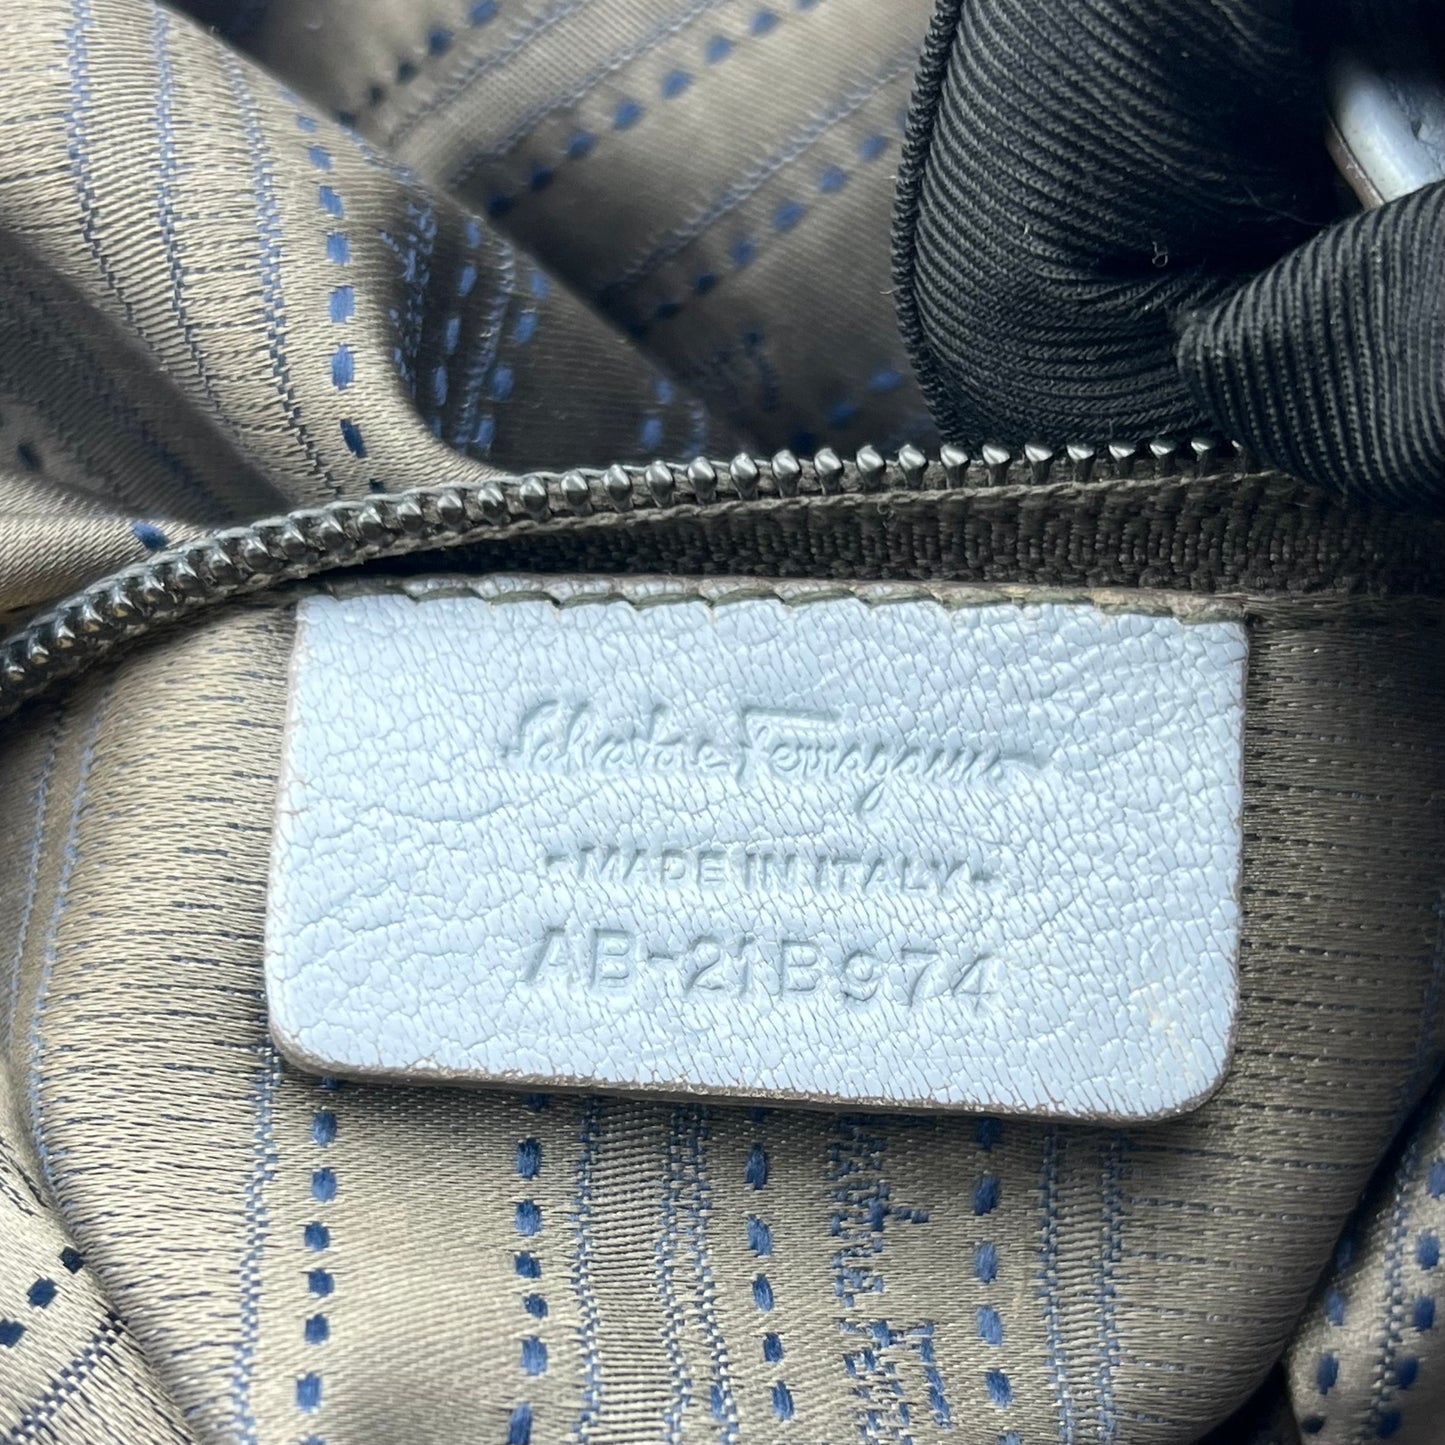 Salvatore Ferragamo
- MADE IN ITALY -
AB-21B974